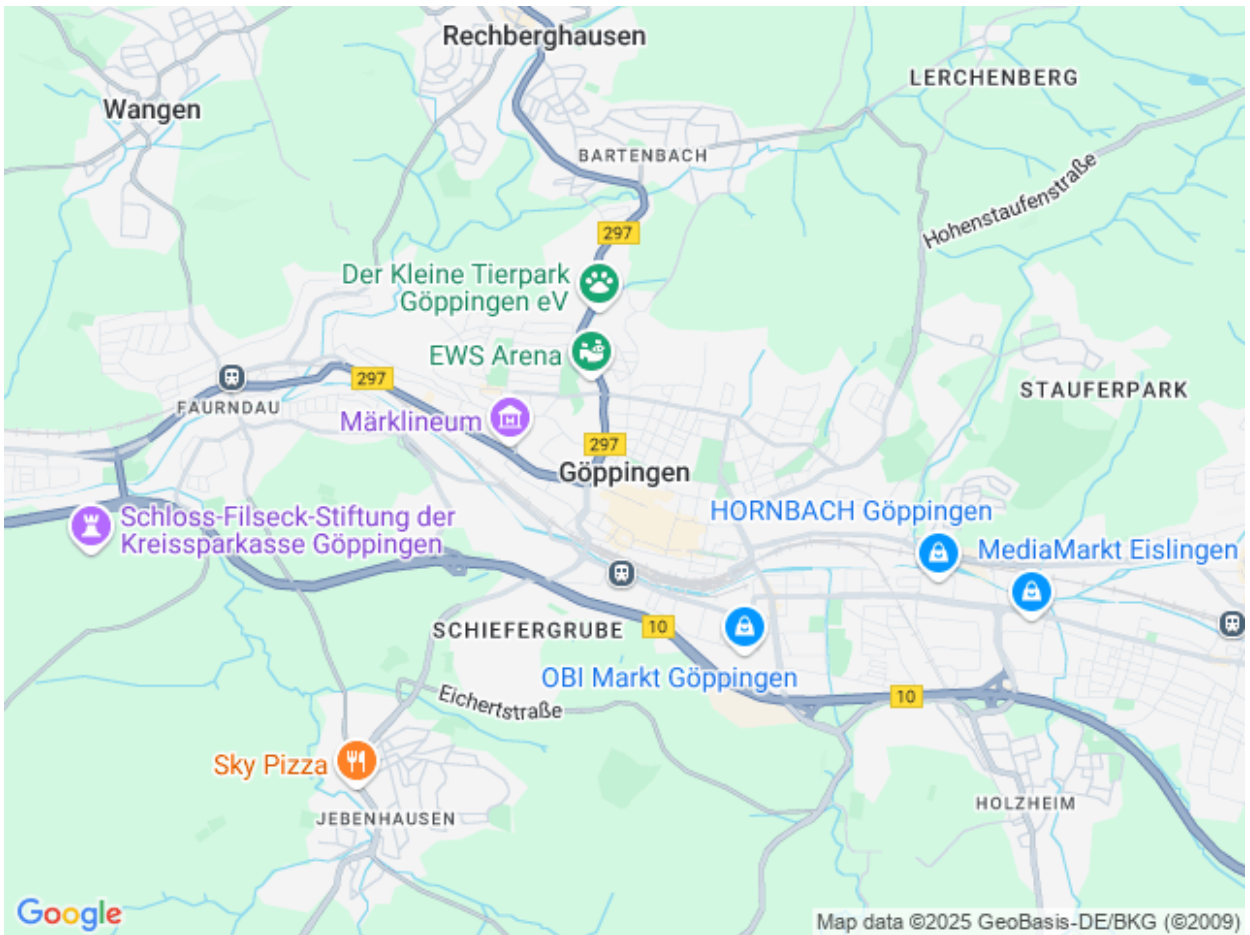 Rechberghausen
LERCHENBERG
Wangen
BARTENBACH
Hohenstaufenstraße
297
Der Kleine Tierpark
Göppingen eV
EWS Arena
297
STAUFERPARK
FAURNDAU
Märklineum
297
Göppingen
HORNBACH Göppingen
Schloss-Filseck-Stiftung der
Kreissparkasse Göppingen
MediaMarkt Eislingen
SCHIEFERGRUBE
10
OBI Markt Göppingen
Eichertstraße
10
Sky Pizza
HOLZHEIM
JEBENHAUSEN
Google
Map data ©2025 GeoBasis-DE/BKG (©2009)